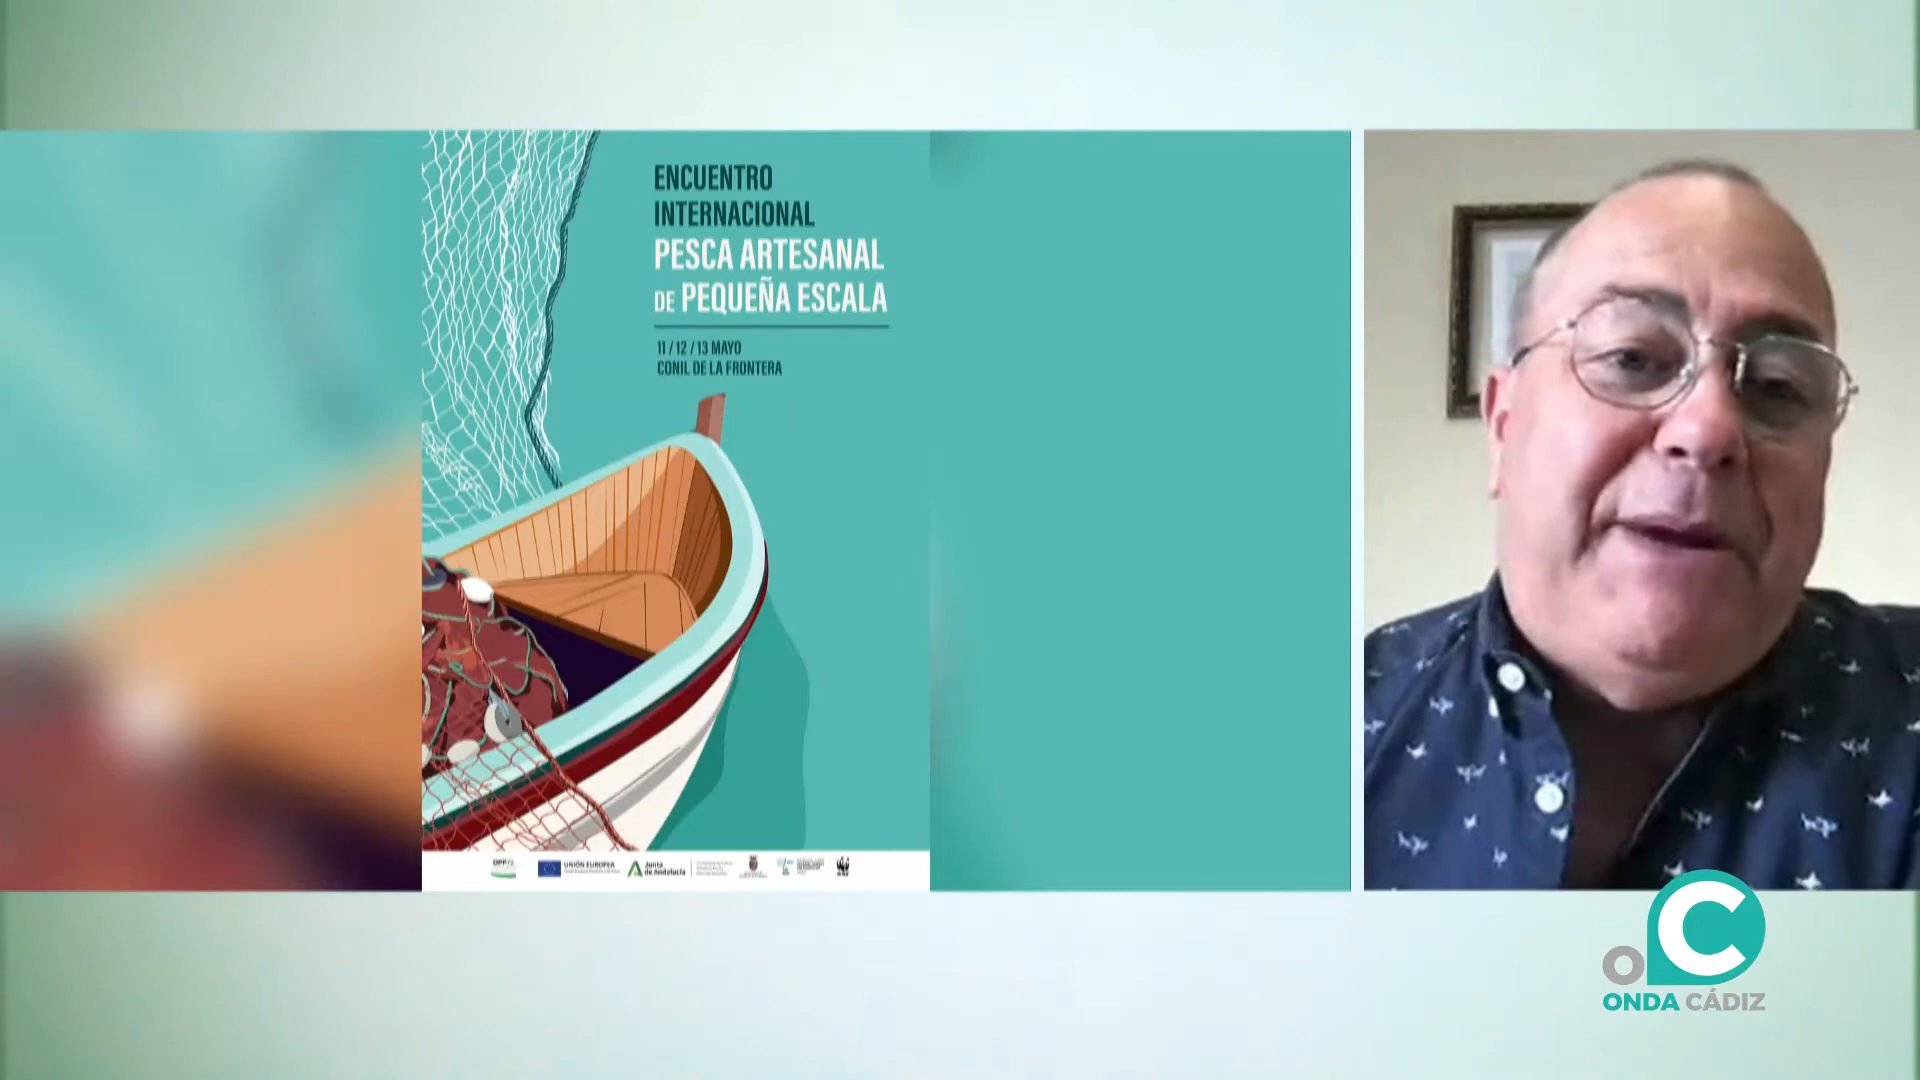 ENCUENTRO
INTERNACIONAL
PESCA ARTESANAL
DE PEQUEÑA ESCALA
11 / 12 / 13 MAYO
CONIL DE LA FRONTERA
UNIÓN EUROPEA
Junta
de Andalucía
WWF
C
O
ONDA CÁDIZ